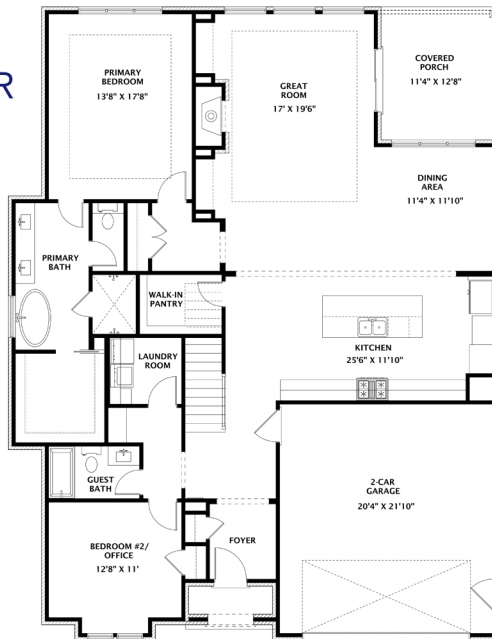 R
PRIMARY
BEDROOM
13'8" X 17'8"
GREAT
ROOM
17' X 19'6"
COVERED
PORCH
11'4" X 12'8"
DINING
AREA
11'4" X 11'10"
PRIMARY
BATH
WALK-IN
PANTRY
KITCHEN
25'6" X 11'10"
LAUNDRY
ROOM
GUEST
BATH
2-CAR
GARAGE
20'4" X 21'10"
BEDROOM #2/
OFFICE
12'8" X 11'
FOYER